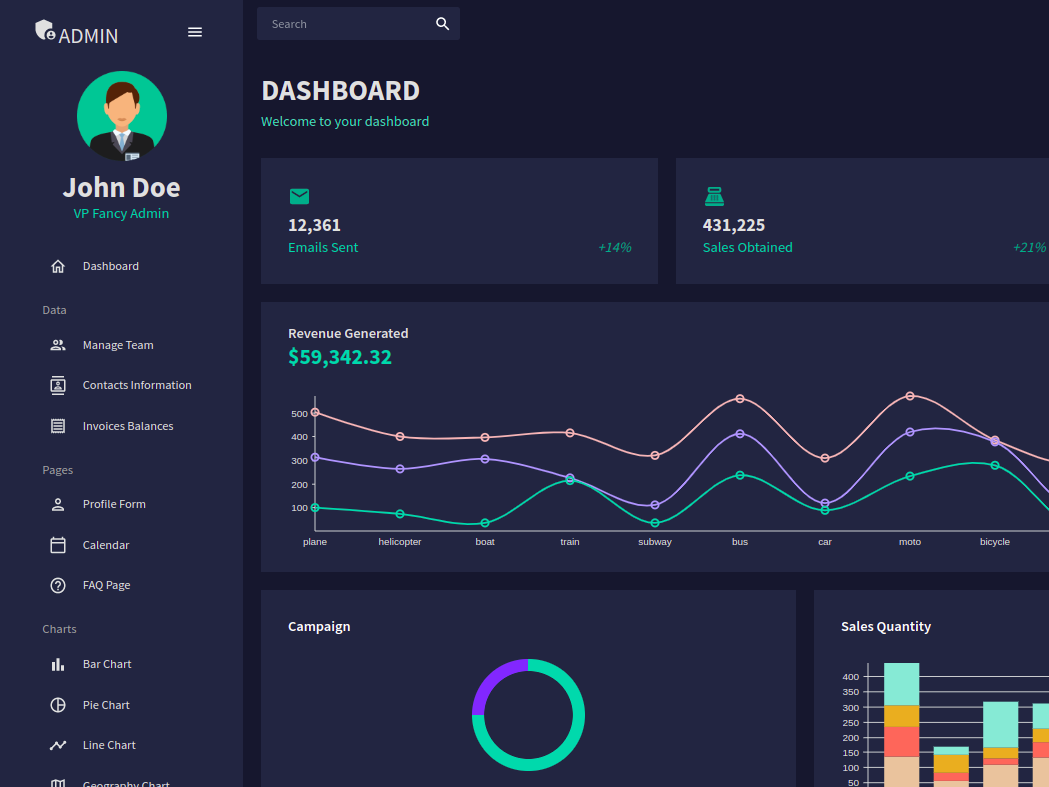 ADMIN
John Doe
VP Fancy Admin
Dashboard
Data
Manage Team
Contacts Information
Invoices Balances
Pages
Profile Form
Calendar
FAQ Page
Charts
Bar Chart
Pie Chart
Line Chart
Geography Chart
Search
DASHBOARD
Welcome to your dashboard
12,361
Emails Sent
+14%
431,225
Sales Obtained
+21%
Revenue Generated
$59,342.32
500
400
300
200
100
plane helicopter boat train subway bus car moto bicycle
Campaign
Sales Quantity
400
350
300
250
200
150
100
50